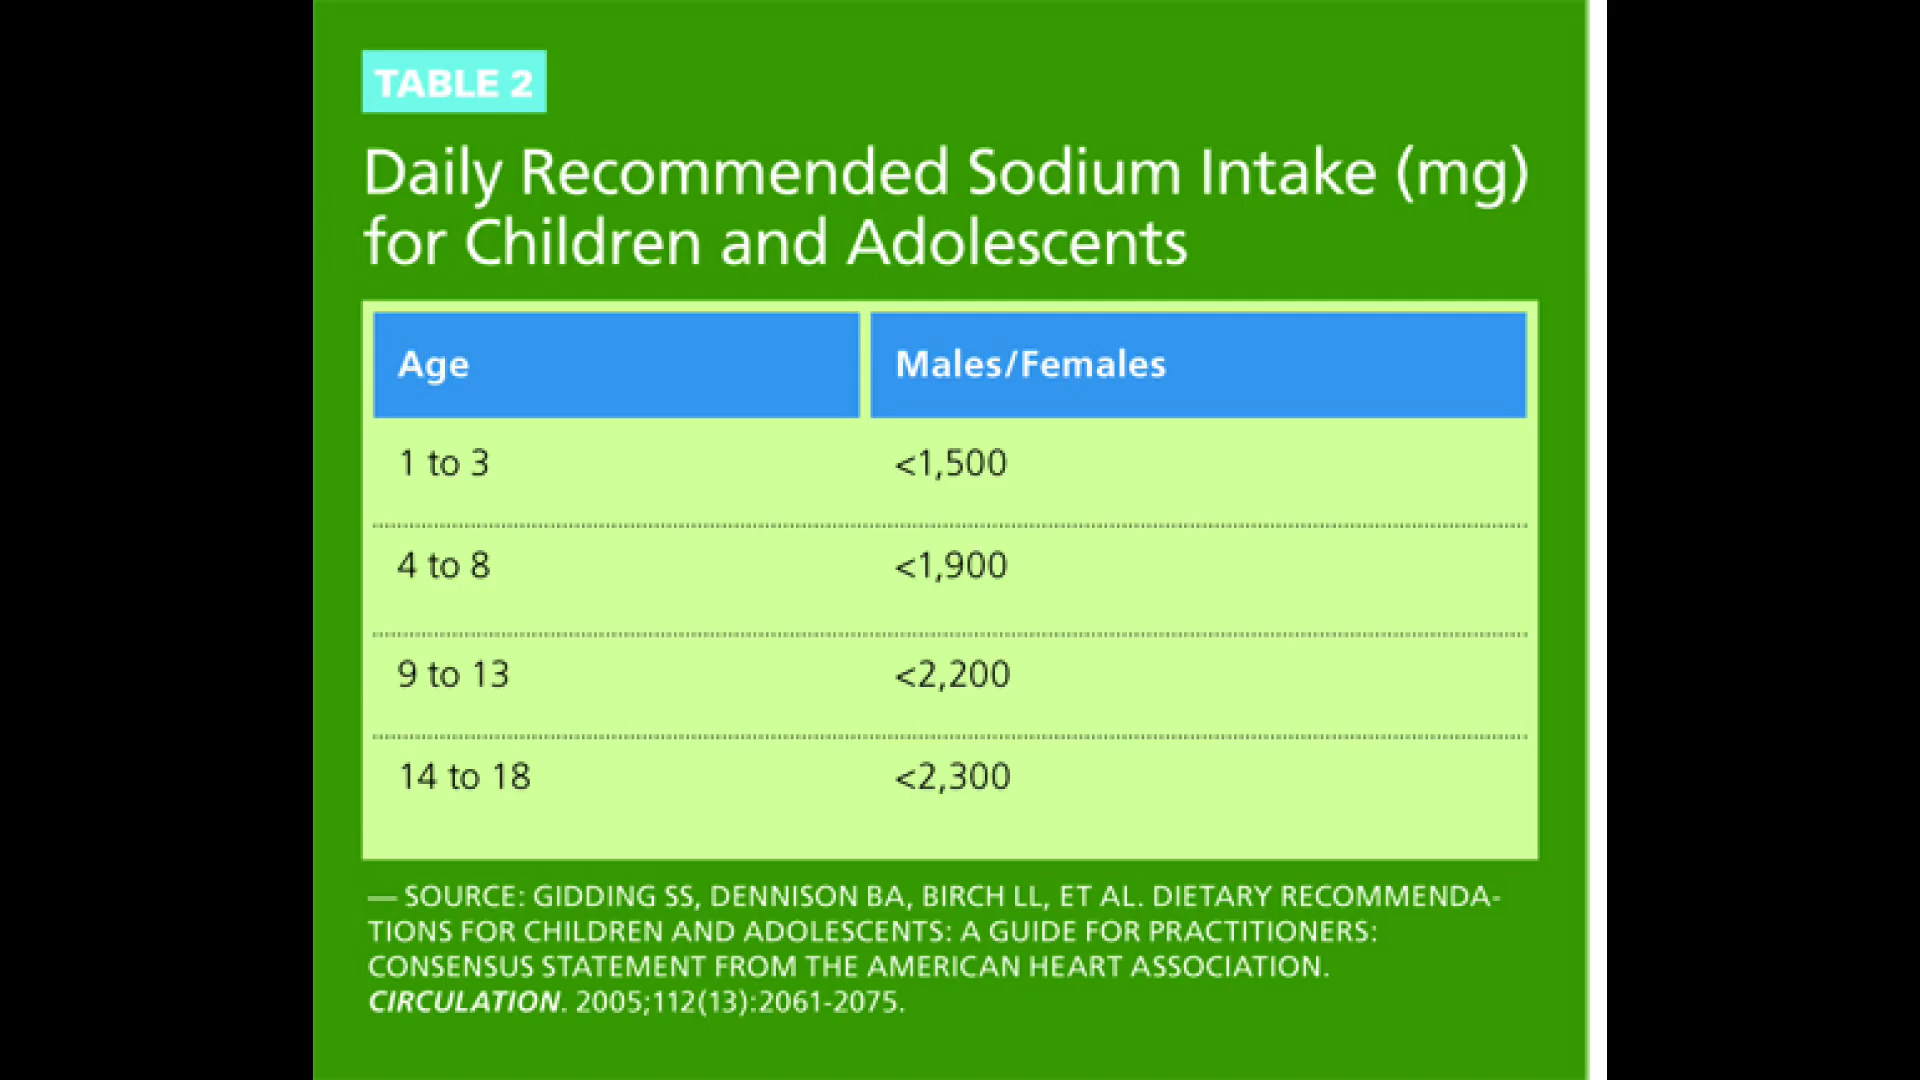 TABLE 2
Daily Recommended Sodium Intake (mg)
for Children and Adolescents
Age Males/Females
1 to 3 <1,500
4 to 8 <1,900
9 to 13 <2,200
14 to 18 <2,300
— SOURCE: GIDDING SS, DENNISON BA, BIRCH LL, ET AL. DIETARY RECOMMENDA-
TIONS FOR CHILDREN AND ADOLESCENTS: A GUIDE FOR PRACTITIONERS:
CONSENSUS STATEMENT FROM THE AMERICAN HEART ASSOCIATION.
CIRCULATION. 2005;112(13):2061-2075.